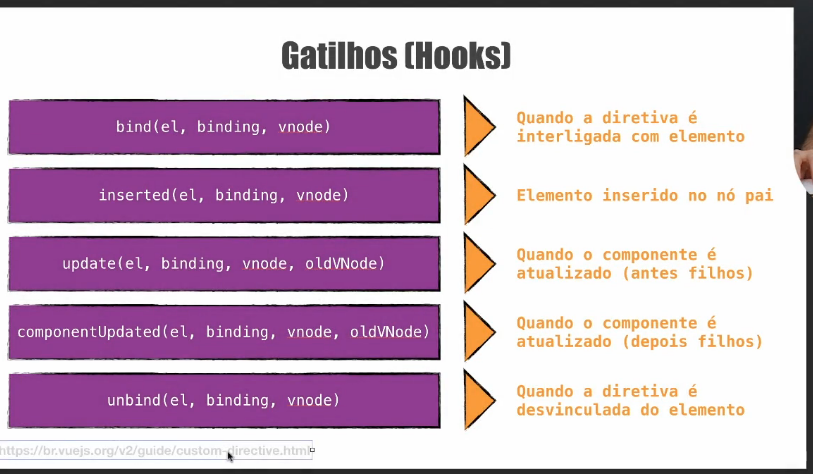 Gatilhos (Hooks)
bind(el, binding, vnode)
Quando a diretiva é
interligada com elemento
inserted(el, binding, vnode)
Elemento inserido no nó pai
update(el, binding, vnode, oldVNode)
Quando o componente é
atualizado (antes filhos)
componentUpdated(el, binding, vnode, oldVNode)
Quando o componente é
atualizado (depois filhos)
unbind(el, binding, vnode)
Quando a diretiva é
desvinculada do elemento
https://br.vuejs.org/v2/guide/custom-directive.html